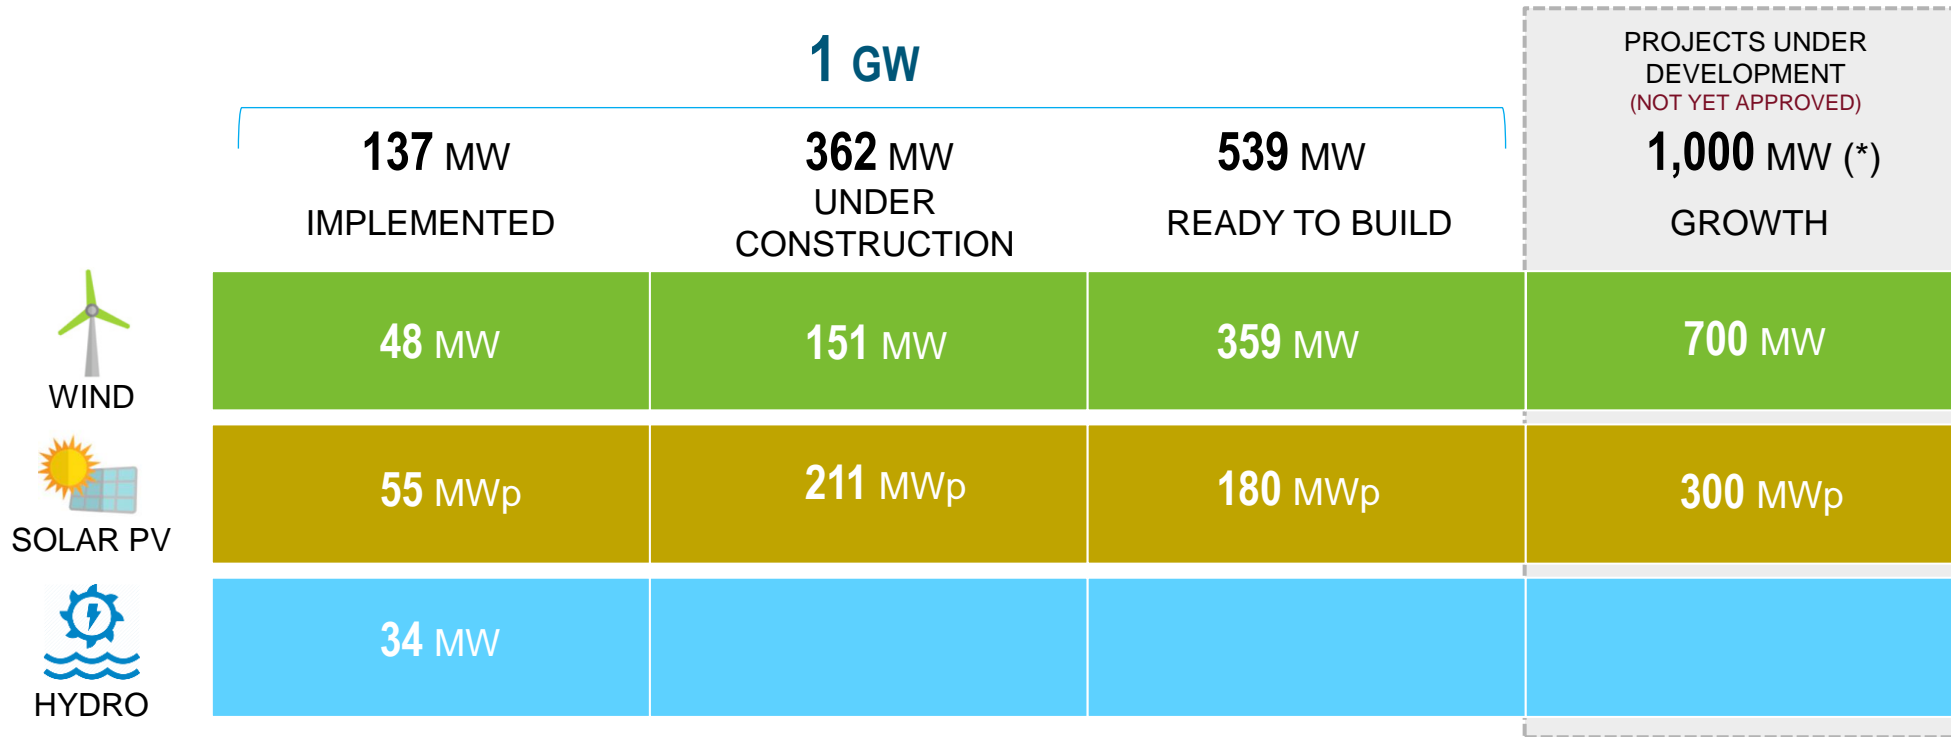 1 GW
PROJECTS UNDER
DEVELOPMENT
(NOT YET APPROVED)
137 MW
362 MW
539 MW
1,000 MW (*)
IMPLEMENTED
UNDER
CONSTRUCTION
READY TO BUILD
GROWTH
WIND
48 MW
151 MW
359 MW
700 MW
SOLAR PV
55 MWp
211 MWp
180 MWp
300 MWp
HYDRO
34 MW